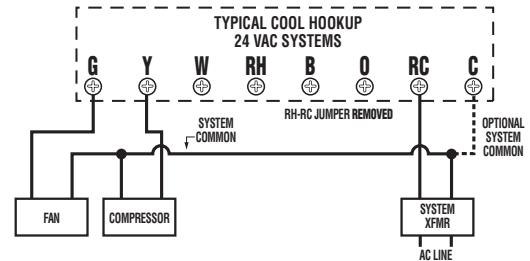 TYPICAL COOL HOOKUP
24 VAC SYSTEMS
G Y W RH B O RC C
RH-RC JUMPER REMOVED
SYSTEM
COMMON
OPTIONAL
SYSTEM
COMMON
FAN
COMPRESSOR
SYSTEM
XFMR
AC LINE